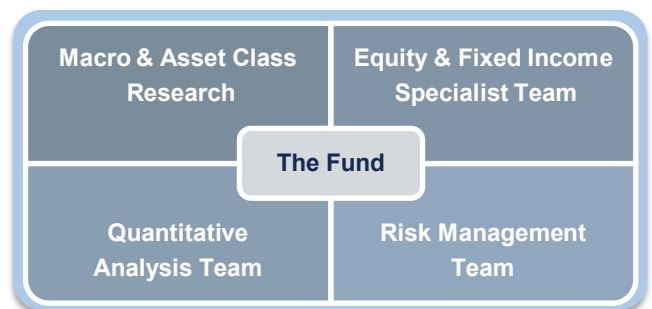 Macro & Asset Class
Research
Equity & Fixed Income
Specialist Team
The Fund
Quantitative
Analysis Team
Risk Management
Team